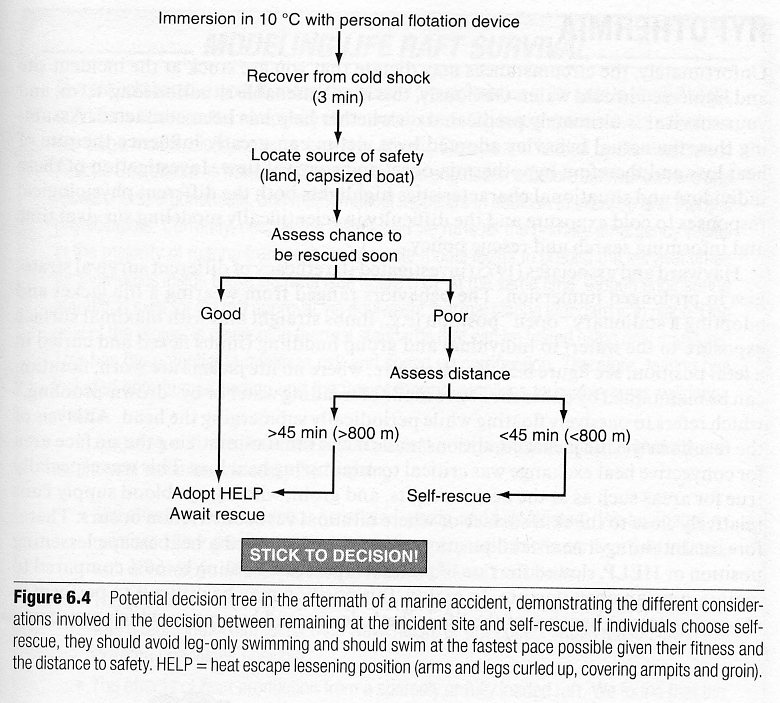 Immersion in 10 °C with personal flotation device
Recover from cold shock
(3 min)
Locate source of safety
(land, capsized boat)
Assess chance to
be rescued soon
Good
Poor
Assess distance
>45 min (>800 m)
<45 min (<800 m)
Adopt HELP
Await rescue
Self-rescue
STICK TO DECISION!
Figure 6.4 Potential decision tree in the aftermath of a marine accident, demonstrating the different consider-
ations involved in the decision between remaining at the incident site and self-rescue. If individuals choose self-
rescue, they should avoid leg-only swimming and should swim at the fastest pace possible given their fitness and
the distance to safety. HELP = heat escape lessening position (arms and legs curled up, covering armpits and groin).